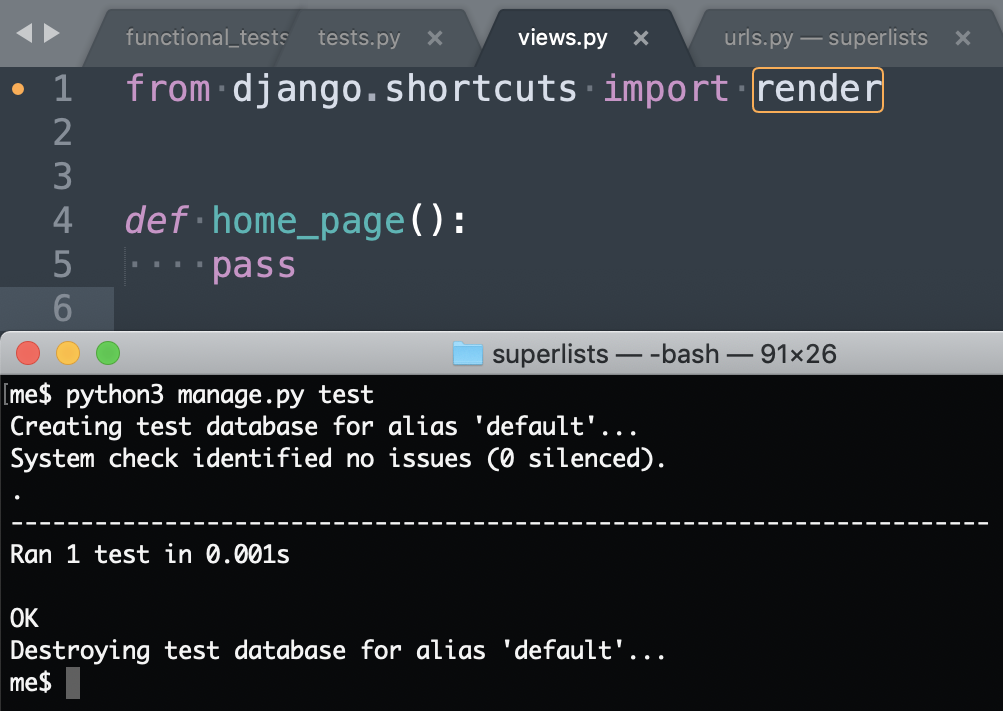 functional_tests tests.py × views.py × urls.py — superlists ×
1 from django.shortcuts import render
2
3
4 def home_page():
5 pass
6
superlists — -bash — 91×26
[me$ python3 manage.py test
Creating test database for alias 'default'...
System check identified no issues (0 silenced).
.
----------------------------------------------------------------------
Ran 1 test in 0.001s
OK
Destroying test database for alias 'default'...
me$